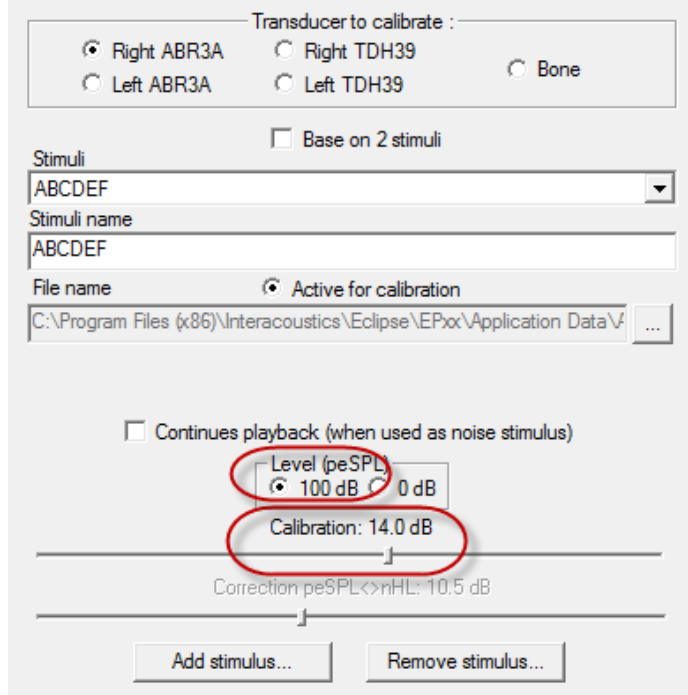 Transducer to calibrate :
Right ABR3A Right TDH39
Bone
Left ABR3A Left TDH39
Base on 2 stimuli
Stimuli
ABCDEF
Stimuli name
ABCDEF
File name Active for calibration
C:\Program Files (x86)\Interacoustics\Eclipse\EPxx\Application Data\ ...
Continues playback (when used as noise stimulus)
Level (peSPL)
100 dB 0 dB
Calibration: 14.0 dB
Correction peSPL<>nHL: 10.5 dB
Add stimulus... Remove stimulus...